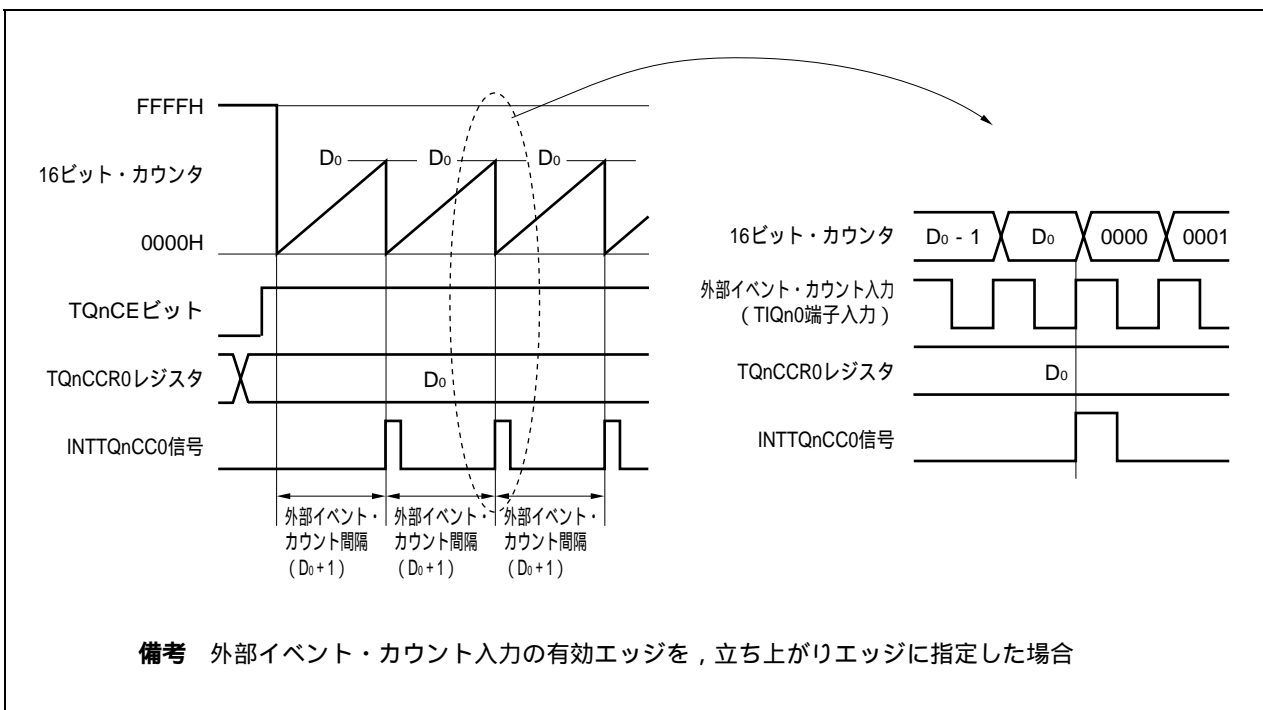 FFFFH
D₀ D₀ D₀
16ビット・カウンタ
0000H
TQnCEビット
TQnCCR0レジスタ
D₀
INTTQnCC0信号
外部イベント・
カウント間隔
(D₀+1)
外部イベント・
カウント間隔
(D₀+1)
外部イベント・
カウント間隔
(D₀+1)
16ビット・カウンタ
D₀ - 1 D₀ 0000 0001
外部イベント・カウント入力
(TIQn0端子入力)
TQnCCR0レジスタ
D₀
INTTQnCC0信号
備考 外部イベント・カウント入力の有効エッジを，立ち上がりエッジに指定した場合